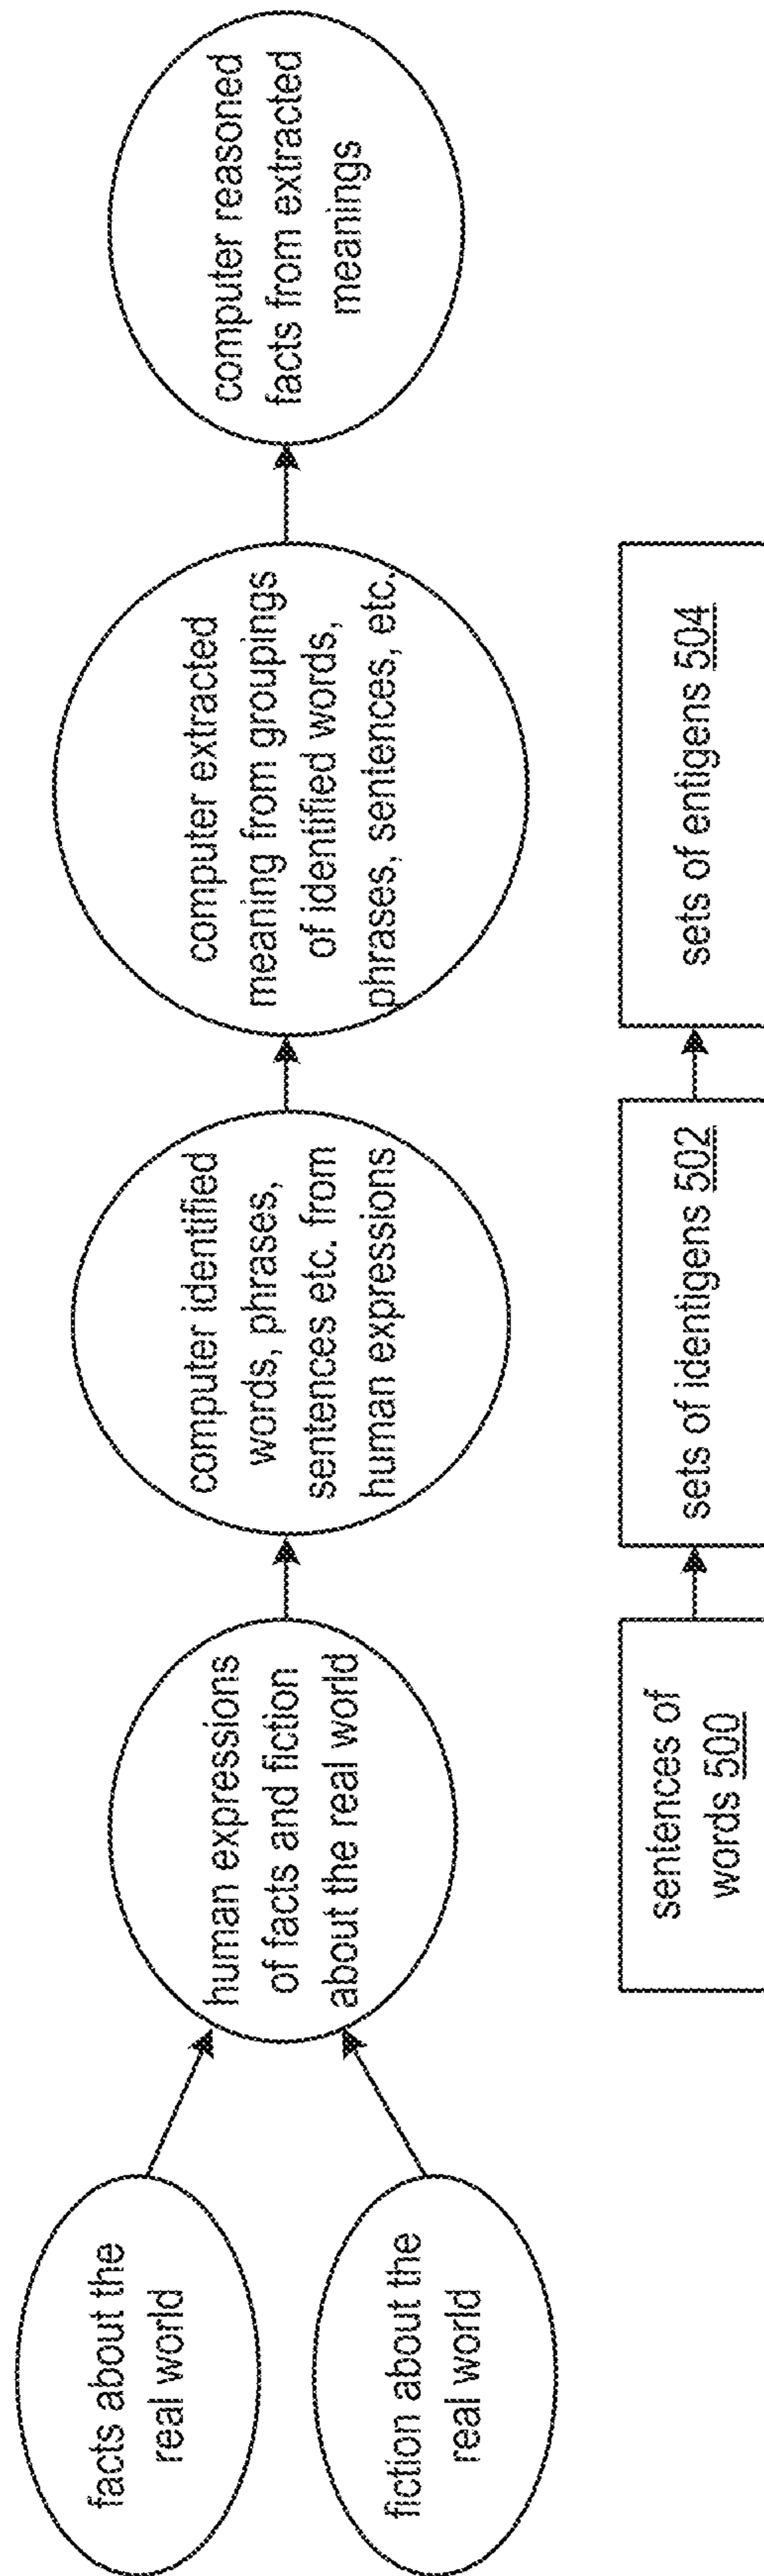 facts about the
real world
fiction about the
real world
human expressions
of facts and fiction
about the real world
computer identified
words, phrases,
sentences etc. from
human expressions
computer extracted
meaning from groupings
of identified words,
phrases, sentences, etc.
computer reasoned
facts from extracted
meanings
sentences of
words 500
sets of identigens 502
sets of entigens 504